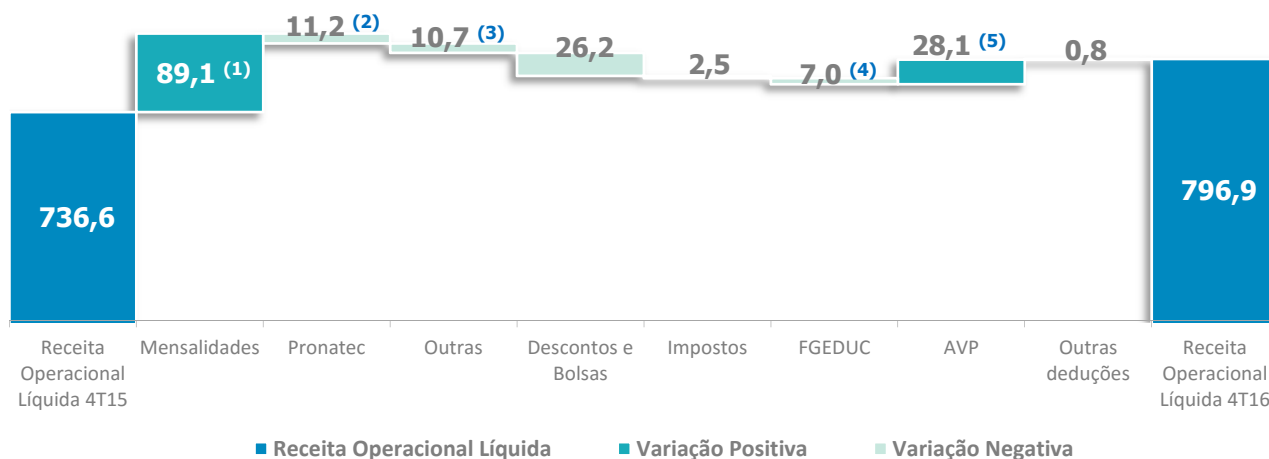 11,2 (2)
10,7 (3)
26,2
2,5
7,0 (4)
28,1 (5)
0,8
89,1 (1)
736,6
796,9
Receita
Operacional
Líquida 4T15
Mensalidades
Pronatec
Outras
Descontos e
Bolsas
Impostos
FGEDUC
AVP
Outras
deduções
Receita
Operacional
Líquida 4T16
Receita Operacional Líquida
Variação Positiva
Variação Negativa